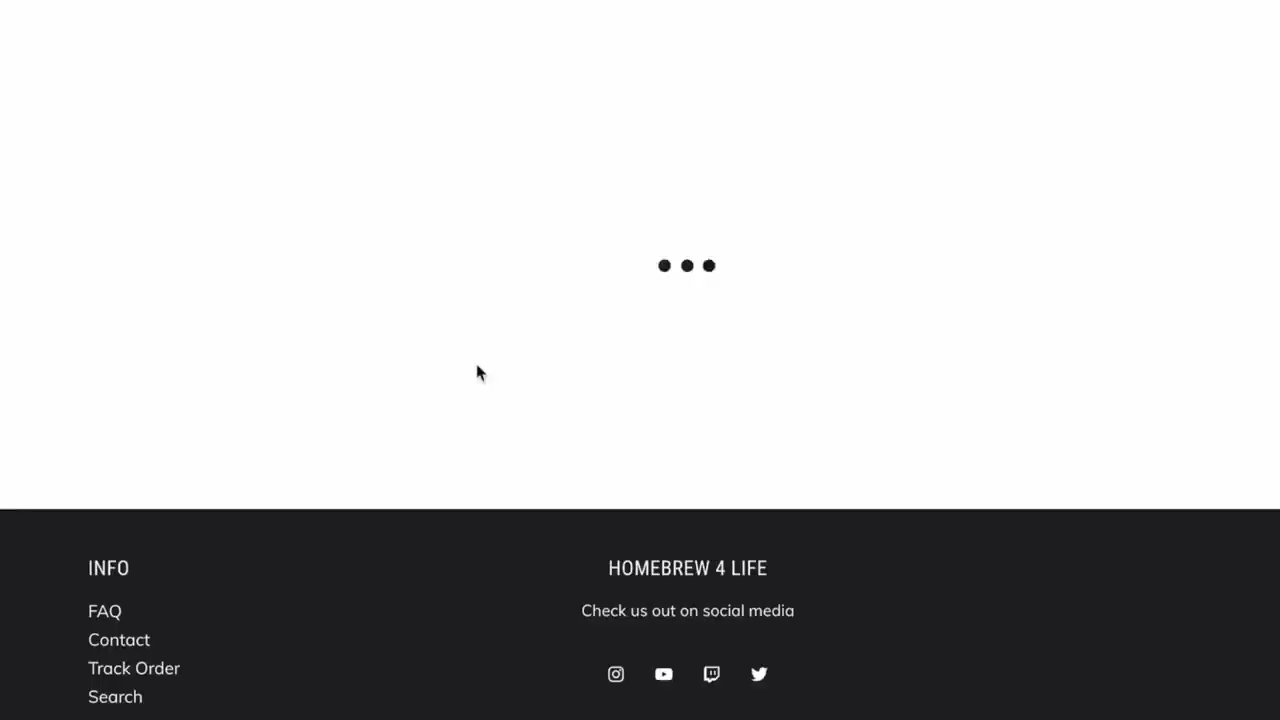 INFO
FAQ
Contact
Track Order
Search
HOMEBREW 4 LIFE
Check us out on social media